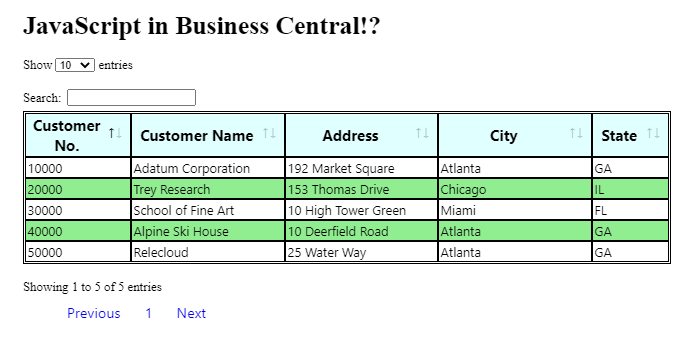 JavaScript in Business Central!?
Show 10 entries
Search:
Customer No. Customer Name Address City State
10000 Adatum Corporation 192 Market Square Atlanta GA
20000 Trey Research 153 Thomas Drive Chicago IL
30000 School of Fine Art 10 High Tower Green Miami FL
40000 Alpine Ski House 10 Deerfield Road Atlanta GA
50000 Relecloud 25 Water Way Atlanta GA
Showing 1 to 5 of 5 entries
Previous 1 Next